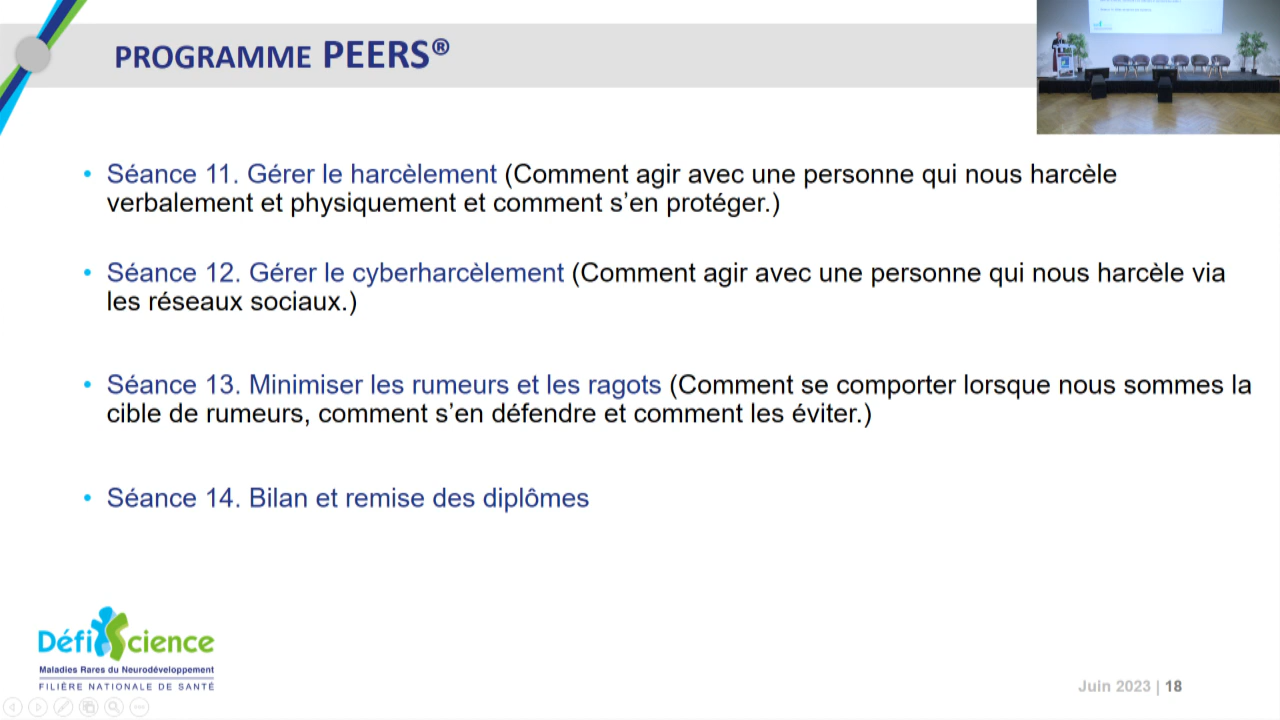 PROGRAMME PEERS®
• Séance 11. Gérer le harcèlement (Comment agir avec une personne qui nous harcèle
verbalement et physiquement et comment s’en protéger.)
• Séance 12. Gérer le cyberharcèlement (Comment agir avec une personne qui nous harcèle via
les réseaux sociaux.)
• Séance 13. Minimiser les rumeurs et les ragots (Comment se comporter lorsque nous sommes la
cible de rumeurs, comment s’en défendre et comment les éviter.)
• Séance 14. Bilan et remise des diplômes
DéfiScience
Maladies Rares du Neurodéveloppement
FILIÈRE NATIONALE DE SANTÉ
Juin 2023 | 18